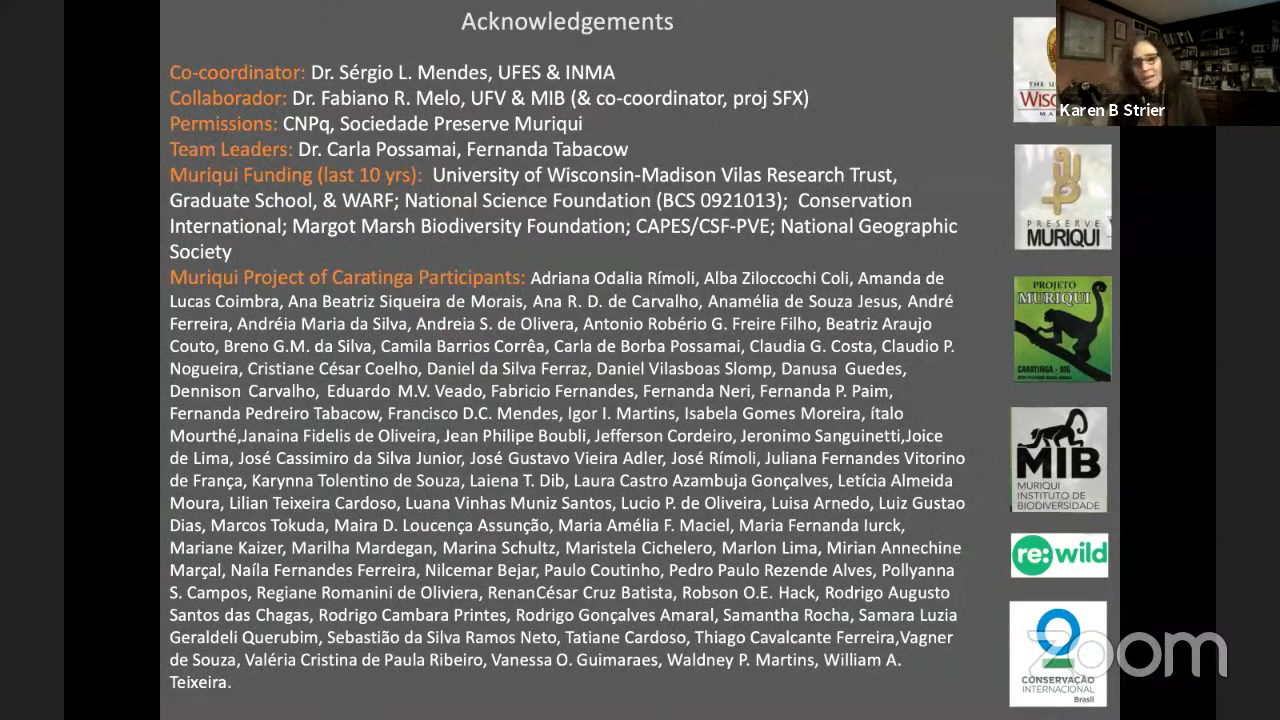 Acknowledgements
Co-coordinator: Dr. Sérgio L. Mendes, UFES & INMA
Collaborador: Dr. Fabiano R. Melo, UFV & MIB (& co-coordinator, proj SFX)
Permissions: CNPq, Sociedade Preserve Muriqui
Team Leaders: Dr. Carla Possamai, Fernanda Tabacow
Muriqui Funding (last 10 yrs): University of Wisconsin-Madison Vilas Research Trust,
Graduate School, & WARF; National Science Foundation (BCS 0921013); Conservation
International; Margot Marsh Biodiversity Foundation; CAPES/CSF-PVE; National Geographic
Society
Muriqui Project of Caratinga Participants: Adriana Odalia Rímoli, Alba Ziloccochi Coli, Amanda de
Lucas Coimbra, Ana Beatriz Siqueira de Morais, Ana R. D. de Carvalho, Anamélia de Souza Jesus, André
Ferreira, Andréia Maria da Silva, Andreia S. de Olivera, Antonio Robério G. Freire Filho, Beatriz Araujo
Couto, Breno G.M. da Silva, Camila Barrios Corrêa, Carla de Borba Possamai, Claudia G. Costa, Claudio P.
Nogueira, Cristiane César Coelho, Daniel da Silva Ferraz, Daniel Vilasboas Slomp, Danusa Guedes,
Dennison Carvalho, Eduardo M.V. Veado, Fabricio Fernandes, Fernanda Neri, Fernanda P. Paim,
Fernanda Pedreiro Tabacow, Francisco D.C. Mendes, Igor I. Martins, Isabela Gomes Moreira, ítalo
Mourthé,Janaina Fidelis de Oliveira, Jean Philipe Boubli, Jefferson Cordeiro, Jeronimo Sanguinetti,Joice
de Lima, José Cassimiro da Silva Junior, José Gustavo Vieira Adler, José Rímoli, Juliana Fernandes Vitorino
de França, Karynna Tolentino de Souza, Laiena T. Dib, Laura Castro Azambuja Gonçalves, Letícia Almeida
Moura, Lilian Teixeira Cardoso, Luana Vinhas Muniz Santos, Lucio P. de Oliveira, Luisa Arnedo, Luiz Gustao
Dias, Marcos Tokuda, Maira D. Loucença Assunção, Maria Amélia F. Maciel, Maria Fernanda Iurck,
Mariane Kaizer, Marilha Mardegan, Marina Schultz, Maristela Cichelero, Marlon Lima, Mirian Annechine
Marçal, Naíla Fernandes Ferreira, Nilcemar Bejar, Paulo Coutinho, Pedro Paulo Rezende Alves, Pollyanna
S. Campos, Regiane Romanini de Oliviera, RenanCésar Cruz Batista, Robson O.E. Hack, Rodrigo Augusto
Santos das Chagas, Rodrigo Cambara Printes, Rodrigo Gonçalves Amaral, Samantha Rocha, Samara Luzia
Geraldeli Querubim, Sebastião da Silva Ramos Neto, Tatiane Cardoso, Thiago Cavalcante Ferreira,Vagner
de Souza, Valéria Cristina de Paula Ribeiro, Vanessa O. Guimaraes, Waldney P. Martins, William A.
Teixeira.
Karen B Strier
PRESERVE
MURIQUI
PROJETO
MURIQUI
CARATINGA - MG
MIB
MURIQUI
INSTITUTO DE
BIODIVERSIDADE
re:wild
CONSERVAÇÃO
INTERNACIONAL
Brasil
zoom